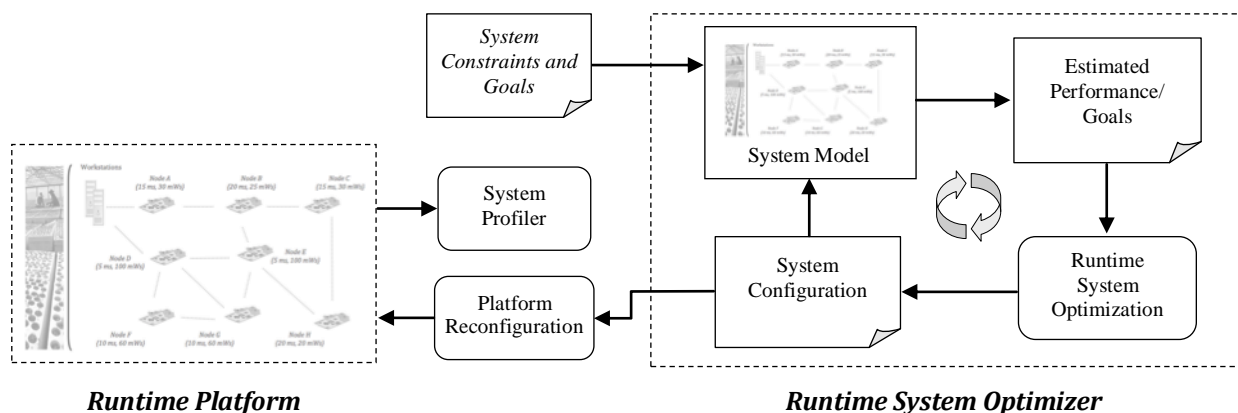 System
Constraints and
Goals
System Model
Estimated
Performance/
Goals
Workstations
Node A
(15 ms, 30 mWs)
Node B
(20 ms, 25 mWs)
Node C
(15 ms, 30 mWs)
Node D
(5 ms, 100 mWs)
Node E
(5 ms, 100 mWs)
Node F
(10 ms, 60 mWs)
Node G
(10 ms, 60 mWs)
Node H
(20 ms, 20 mWs)
System
Profiler
Platform
Reconfiguration
System
Configuration
Runtime
System
Optimization
Runtime Platform
Runtime System Optimizer